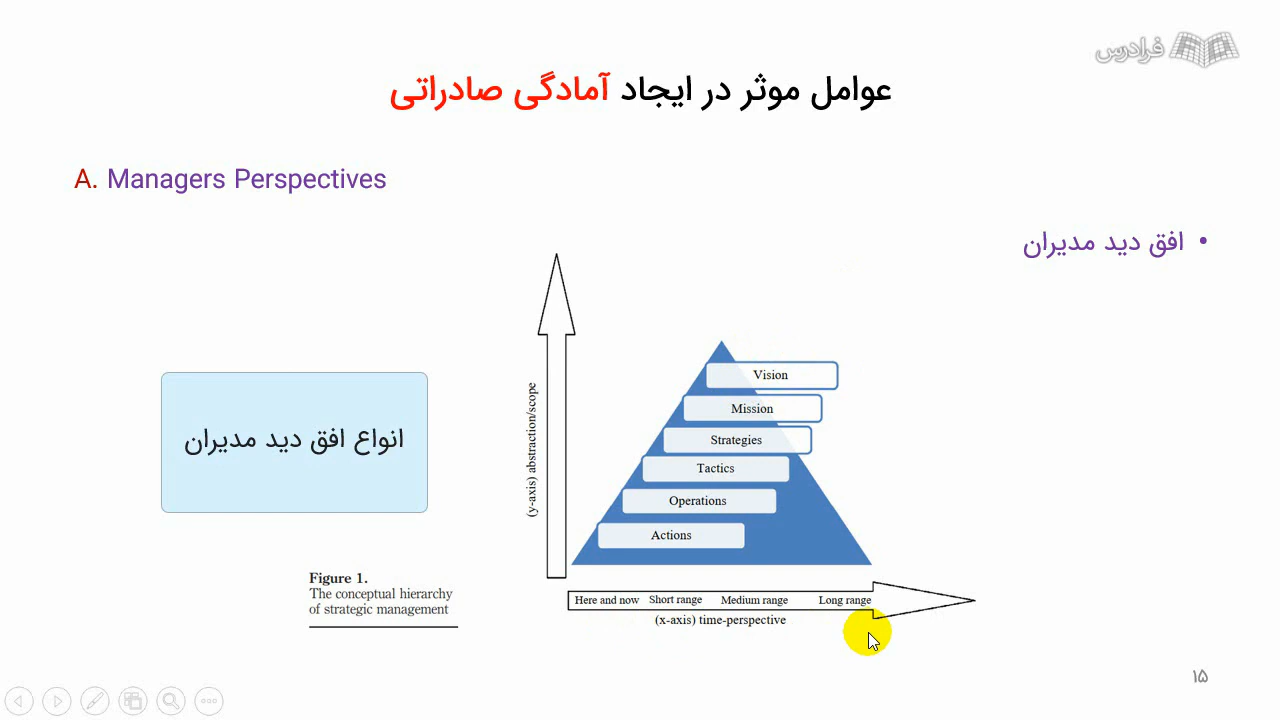 فرادرس
عوامل موثر در ایجاد آمادگی صادراتی
A. Managers Perspectives
• افق دید مدیران
انواع افق دید مدیران
(y-axis) abstraction/scope
Vision
Mission
Strategies
Tactics
Operations
Actions
Here and now Short range Medium range Long range
(x-axis) time-perspective
Figure 1.
The conceptual hierarchy
of strategic management
۱۵